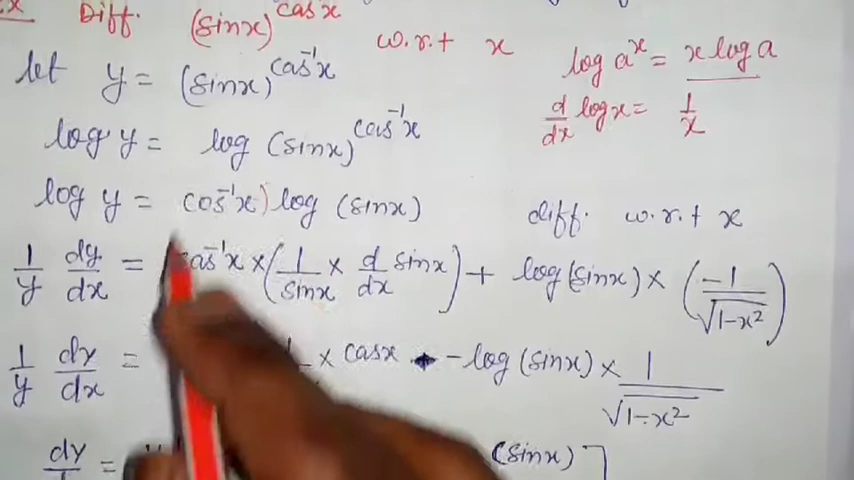 Diff. (sinx)^cos x w.r.t x
let y = (sinx)^cos⁻¹x
log aˣ = x log a
d/dx log x = 1/x
log y = log (sinx)^cos⁻¹x
log y = cos⁻¹x) log (sinx) diff. w.r.t x
1/y dy/dx = cos⁻¹x × (1/sinx × d/dx sinx) + log(sinx) × (-1/√1-x²)
1/y dy/dx = × cosx - log (sinx) × 1/√1-x²
dy = (sinx) ]